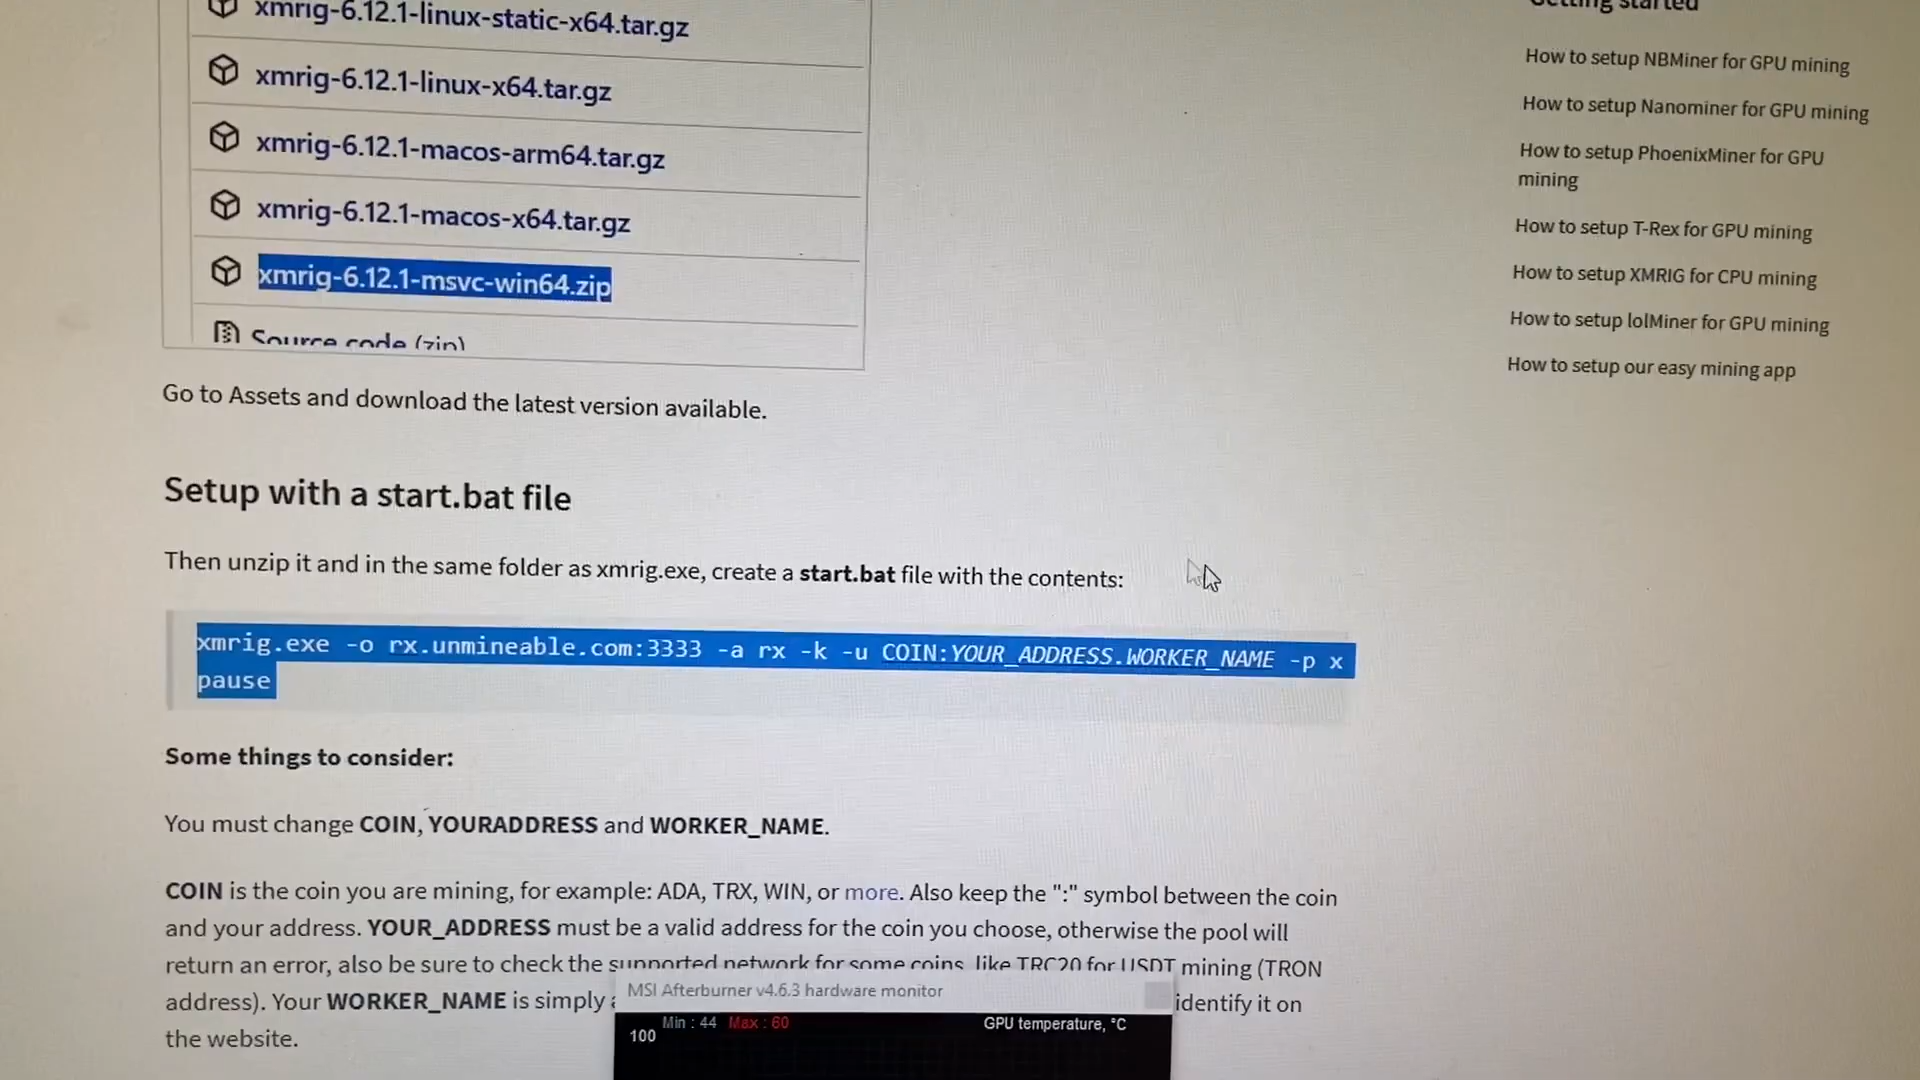 xmrig-6.12.1-linux-static-x64.tar.gz
xmrig-6.12.1-linux-x64.tar.gz
xmrig-6.12.1-macos-arm64.tar.gz
xmrig-6.12.1-macos-x64.tar.gz
xmrig-6.12.1-msvc-win64.zip
Source code (zip)
Go to Assets and download the latest version available.
Setup with a start.bat file
Then unzip it and in the same folder as xmrig.exe, create a start.bat file with the contents:
xmrig.exe -o rx.unmineable.com:3333 -a rx -k -u COIN:YOUR_ADDRESS.WORKER_NAME -p x
pause
Some things to consider:
You must change COIN, YOURADDRESS and WORKER_NAME.
COIN is the coin you are mining, for example: ADA, TRX, WIN, or more. Also keep the ":" symbol between the coin
and your address. YOUR_ADDRESS must be a valid address for the coin you choose, otherwise the pool will
return an error, also be sure to check the supported network for some coins, like TRC20 for USDT mining (TRON
address). Your WORKER_NAME is simply a identify it on
the website.
MSI Afterburner v4.6.3 hardware monitor
Min : 44 Max : 60
GPU temperature, °C
100
Getting started
How to setup NBMiner for GPU mining
How to setup Nanominer for GPU mining
How to setup PhoenixMiner for GPU
mining
How to setup T-Rex for GPU mining
How to setup XMRIG for CPU mining
How to setup lolMiner for GPU mining
How to setup our easy mining app